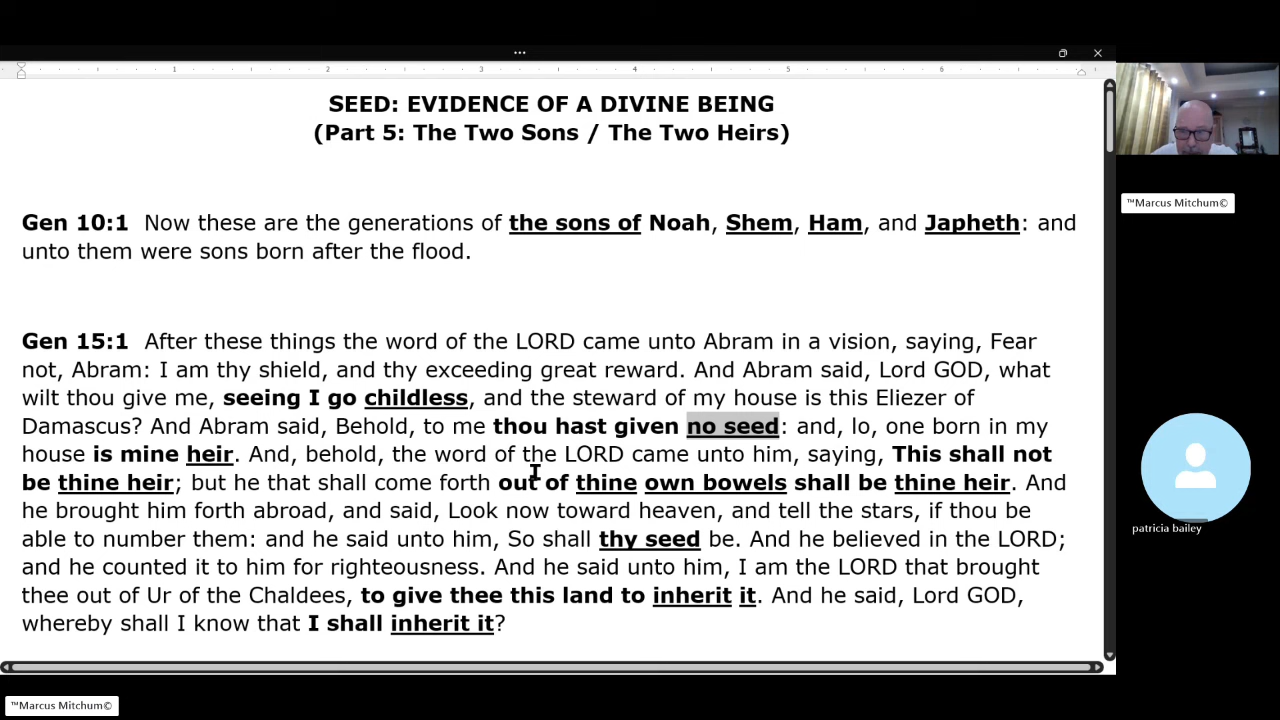 SEED: EVIDENCE OF A DIVINE BEING
(Part 5: The Two Sons / The Two Heirs)
Gen 10:1 Now these are the generations of the sons of Noah, Shem, Ham, and Japheth: and
unto them were sons born after the flood.
Gen 15:1 After these things the word of the LORD came unto Abram in a vision, saying, Fear
not, Abram: I am thy shield, and thy exceeding great reward. And Abram said, Lord GOD, what
wilt thou give me, seeing I go childless, and the steward of my house is this Eliezer of
Damascus? And Abram said, Behold, to me thou hast given no seed: and, lo, one born in my
house is mine heir. And, behold, the word of the LORD came unto him, saying, This shall not
be thine heir; but he that shall come forth out of thine own bowels shall be thine heir. And
he brought him forth abroad, and said, Look now toward heaven, and tell the stars, if thou be
able to number them: and he said unto him, So shall thy seed be. And he believed in the LORD;
and he counted it to him for righteousness. And he said unto him, I am the LORD that brought
thee out of Ur of the Chaldees, to give thee this land to inherit it. And he said, Lord GOD,
whereby shall I know that I shall inherit it?
1 2 3 4 5 6
™Marcus Mitchum©
patricia bailey
™Marcus Mitchum©